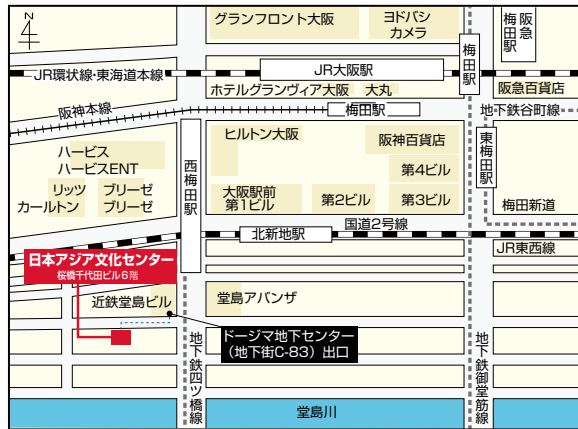 グランフロント大阪
ヨドバシ
カメラ
梅田駅
阪急
梅田駅
N
JR環状線・東海道本線
JR大阪駅
ホテルグランヴィア大阪
大丸
阪急百貨店
阪神本線
梅田駅
地下鉄谷町線
ハービス
ハービスENT
リッツ
カールトン
ブリーゼ
ブリーゼ
西梅田駅
ヒルトン大阪
阪神百貨店
第4ビル
大阪駅前
第1ビル
第2ビル
第3ビル
東梅田駅
梅田新道
国道2号線
北新地駅
JR東西線
日本アジア文化センター
桜橋千代田ビル6階
近鉄堂島ビル
堂島アバンザ
ドージマ地下センター
（地下街C-83）出口
地下鉄四ツ橋線
地下鉄御堂筋線
堂島川